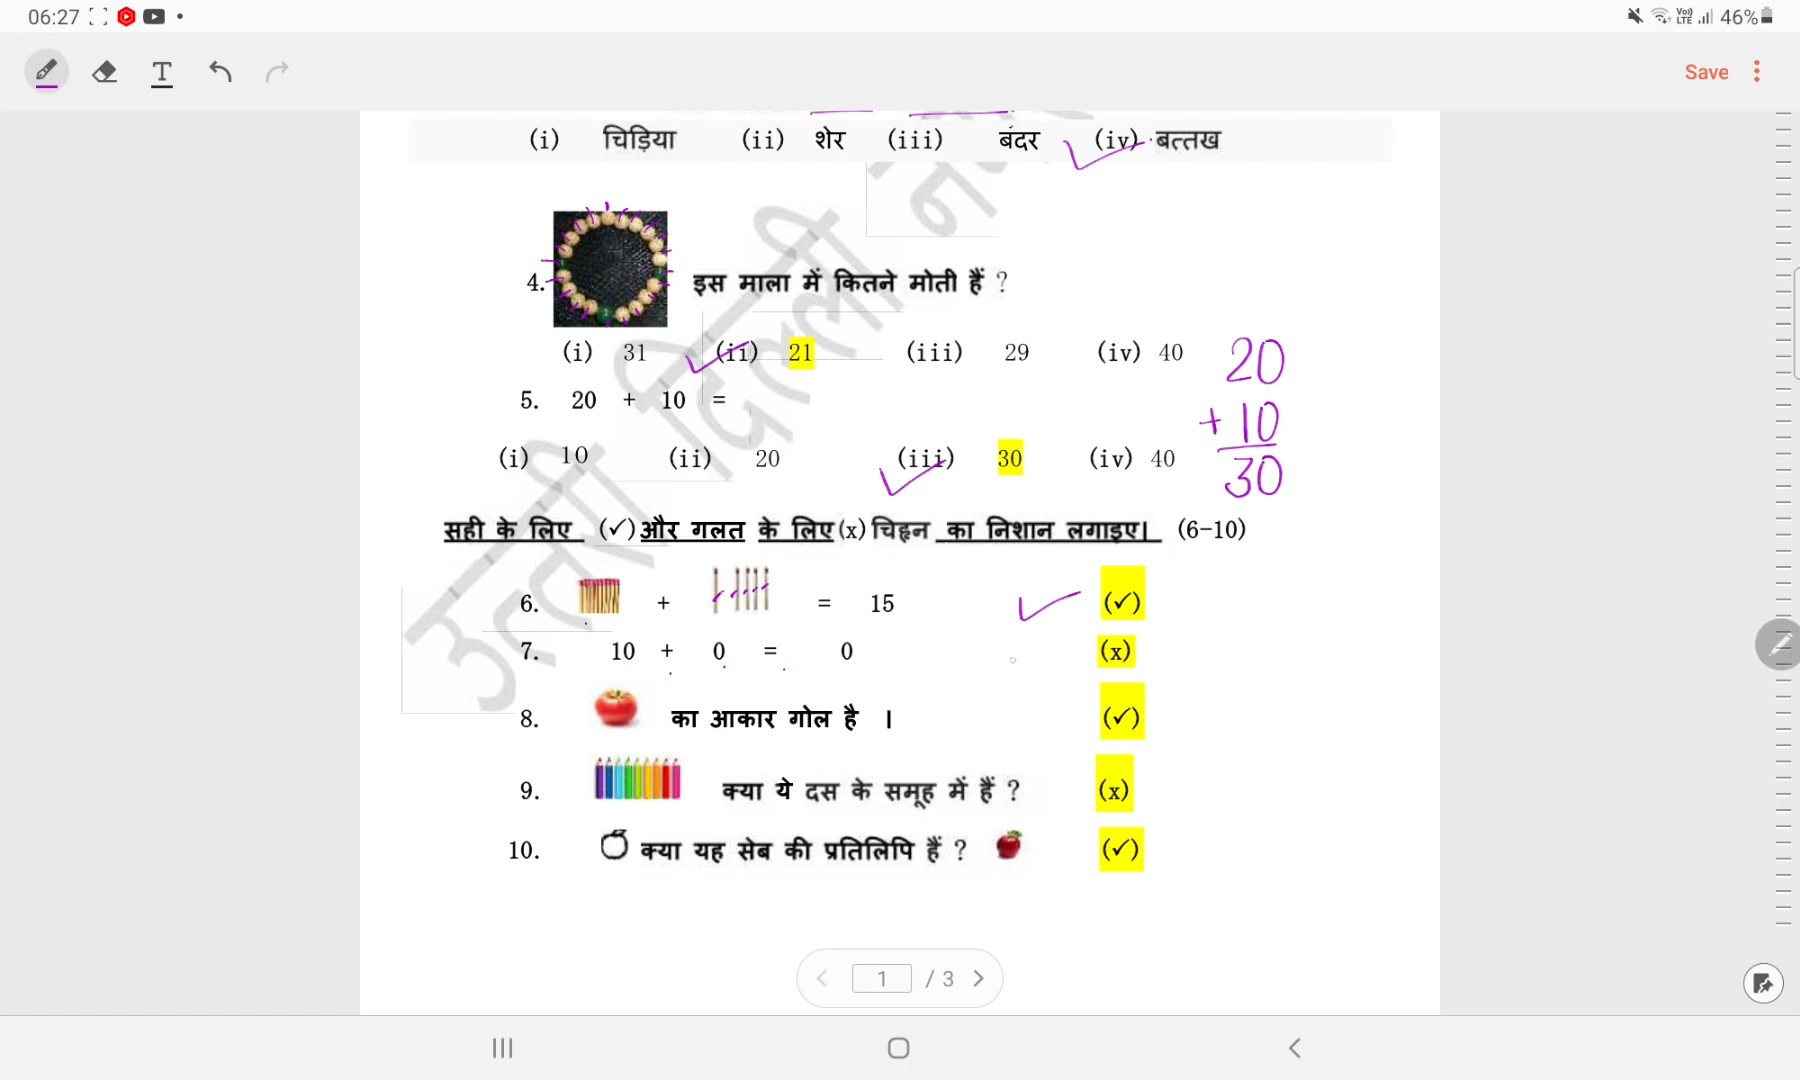 06:27
46%
Save
(i) चिड़िया (ii) शेर (iii) बंदर (iv) बत्तख
4. इस माला में कितने मोती हैं ?
(i) 31 (ii) 21 (iii) 29 (iv) 40
20
+ 10
30
5. 20 + 10 =
(i) 10 (ii) 20 (iii) 30 (iv) 40
सही के लिए (✓) और गलत के लिए (x) चिह्न का निशान लगाइए। (6-10)
6. + = 15 (✓)
7. 10 + 0 = 0 (x)
8. का आकार गोल है ।
(✓)
9. क्या ये दस के समूह में हैं ? (x)
10. क्या यह सेब की प्रतिलिपि हैं ? (✓)
उत्तरी दिल्ली
1 / 3